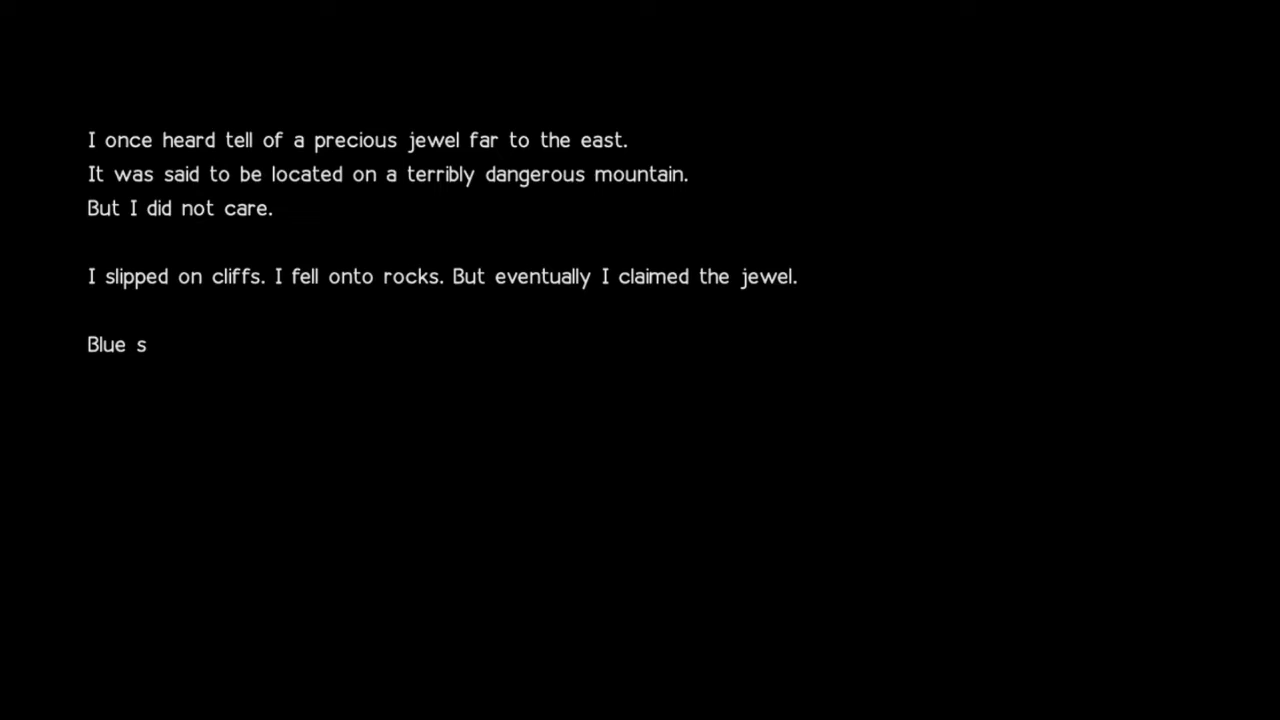 I once heard tell of a precious jewel far to the east.
It was said to be located on a terribly dangerous mountain.
But I did not care.
I slipped on cliffs. I fell onto rocks. But eventually I claimed the jewel.
Blue s